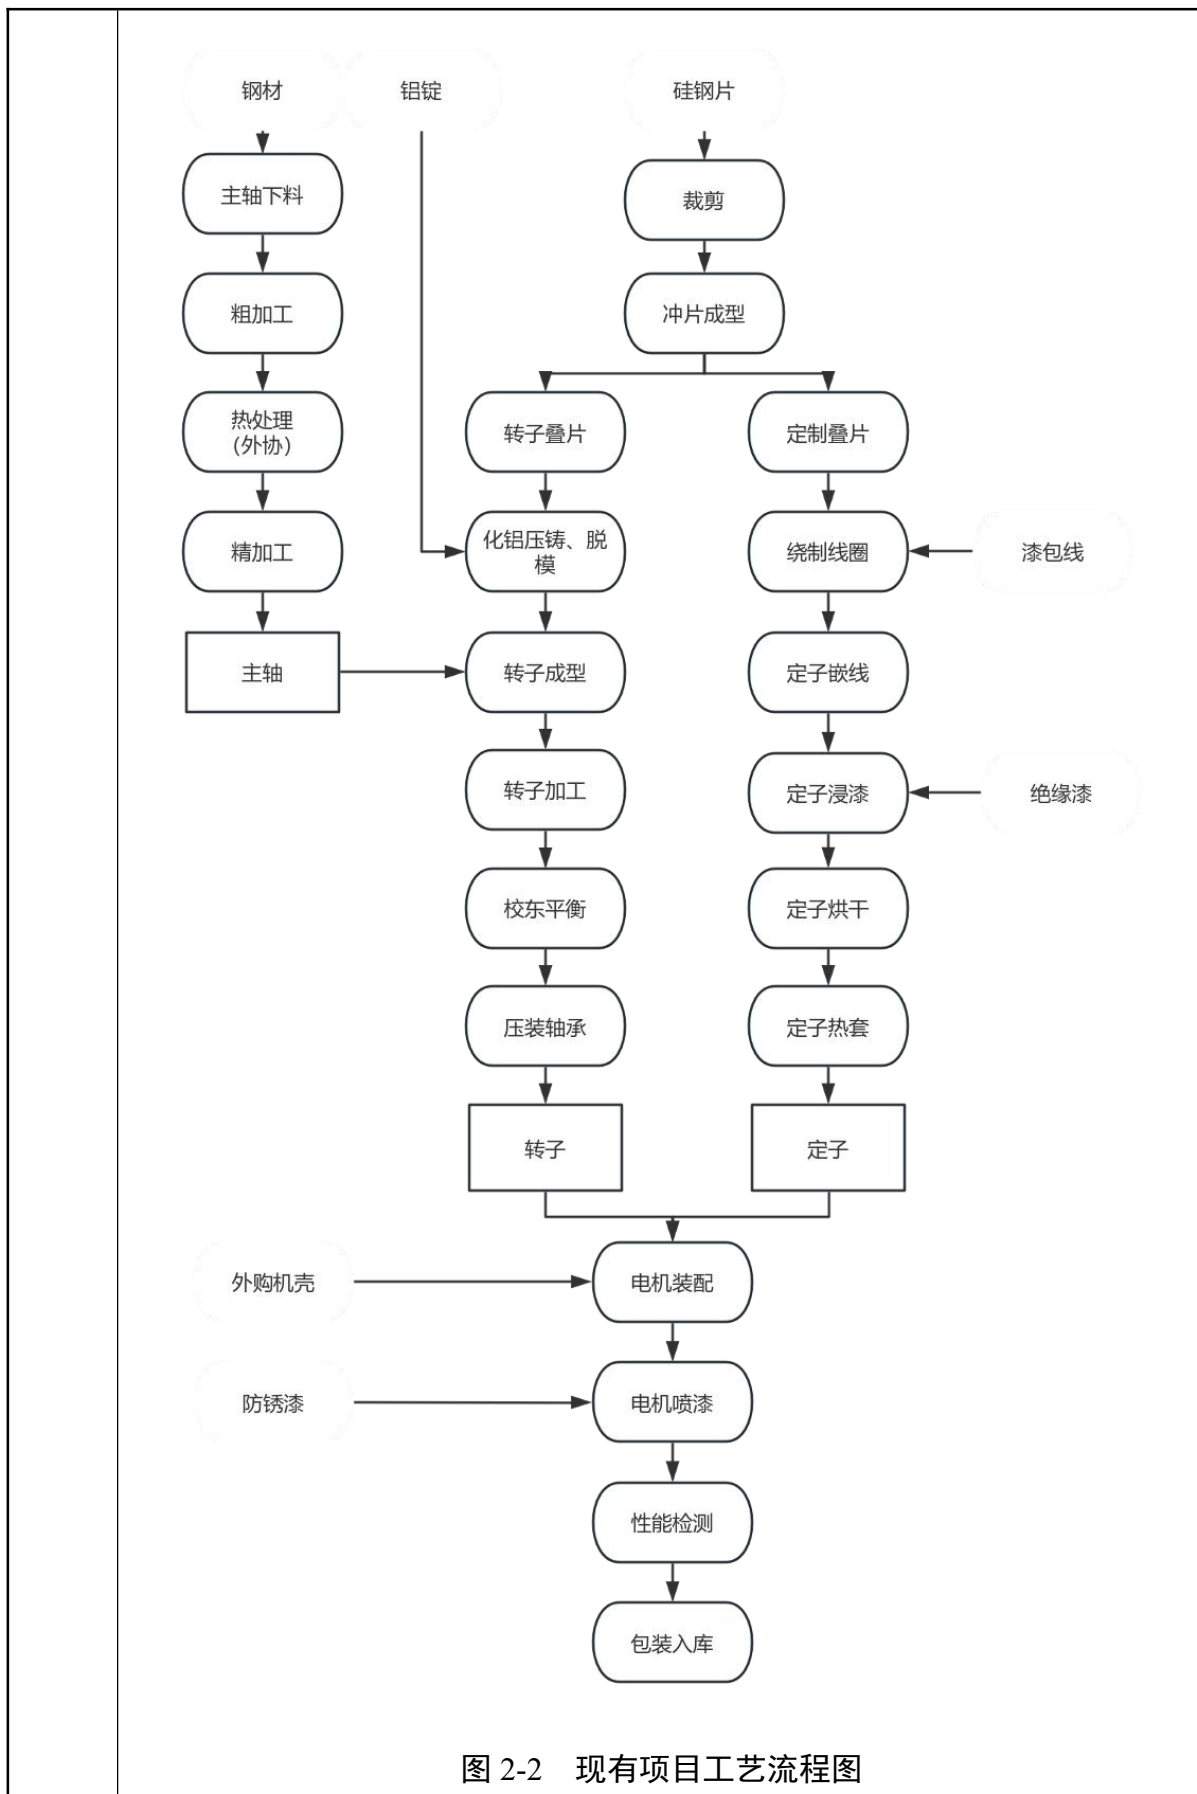 钢材
铝锭
硅钢片
主轴下料
裁剪
粗加工
冲片成型
热处理
（外协）
转子叠片
定制叠片
精加工
化铝压铸、脱
模
绕制线圈
漆包线
主轴
转子成型
定子嵌线
转子加工
定子浸漆
绝缘漆
校东平衡
定子烘干
压装轴承
定子热套
转子
定子
外购机壳
电机装配
防锈漆
电机喷漆
性能检测
包装入库
图 2-2 现有项目工艺流程图